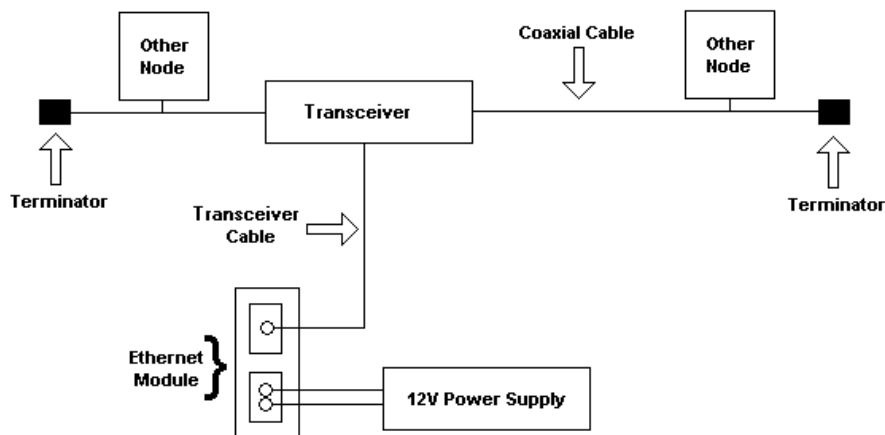 Other
Node
Coaxial Cable
Other
Node
Transceiver
Terminator
Terminator
Transceiver
Cable
Ethernet
Module
12V Power Supply